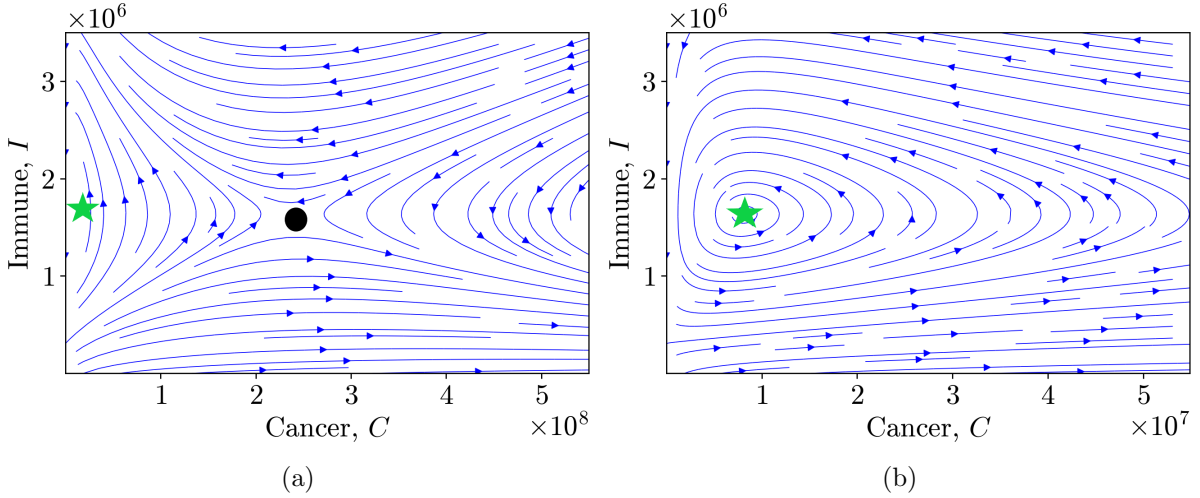 ×10⁶
3
2
1
Immune, I
1 2 3 4 5
×10⁸
Cancer, C
(a)
×10⁶
3
2
1
Immune, I
1 2 3 4 5
×10⁷
Cancer, C
(b)